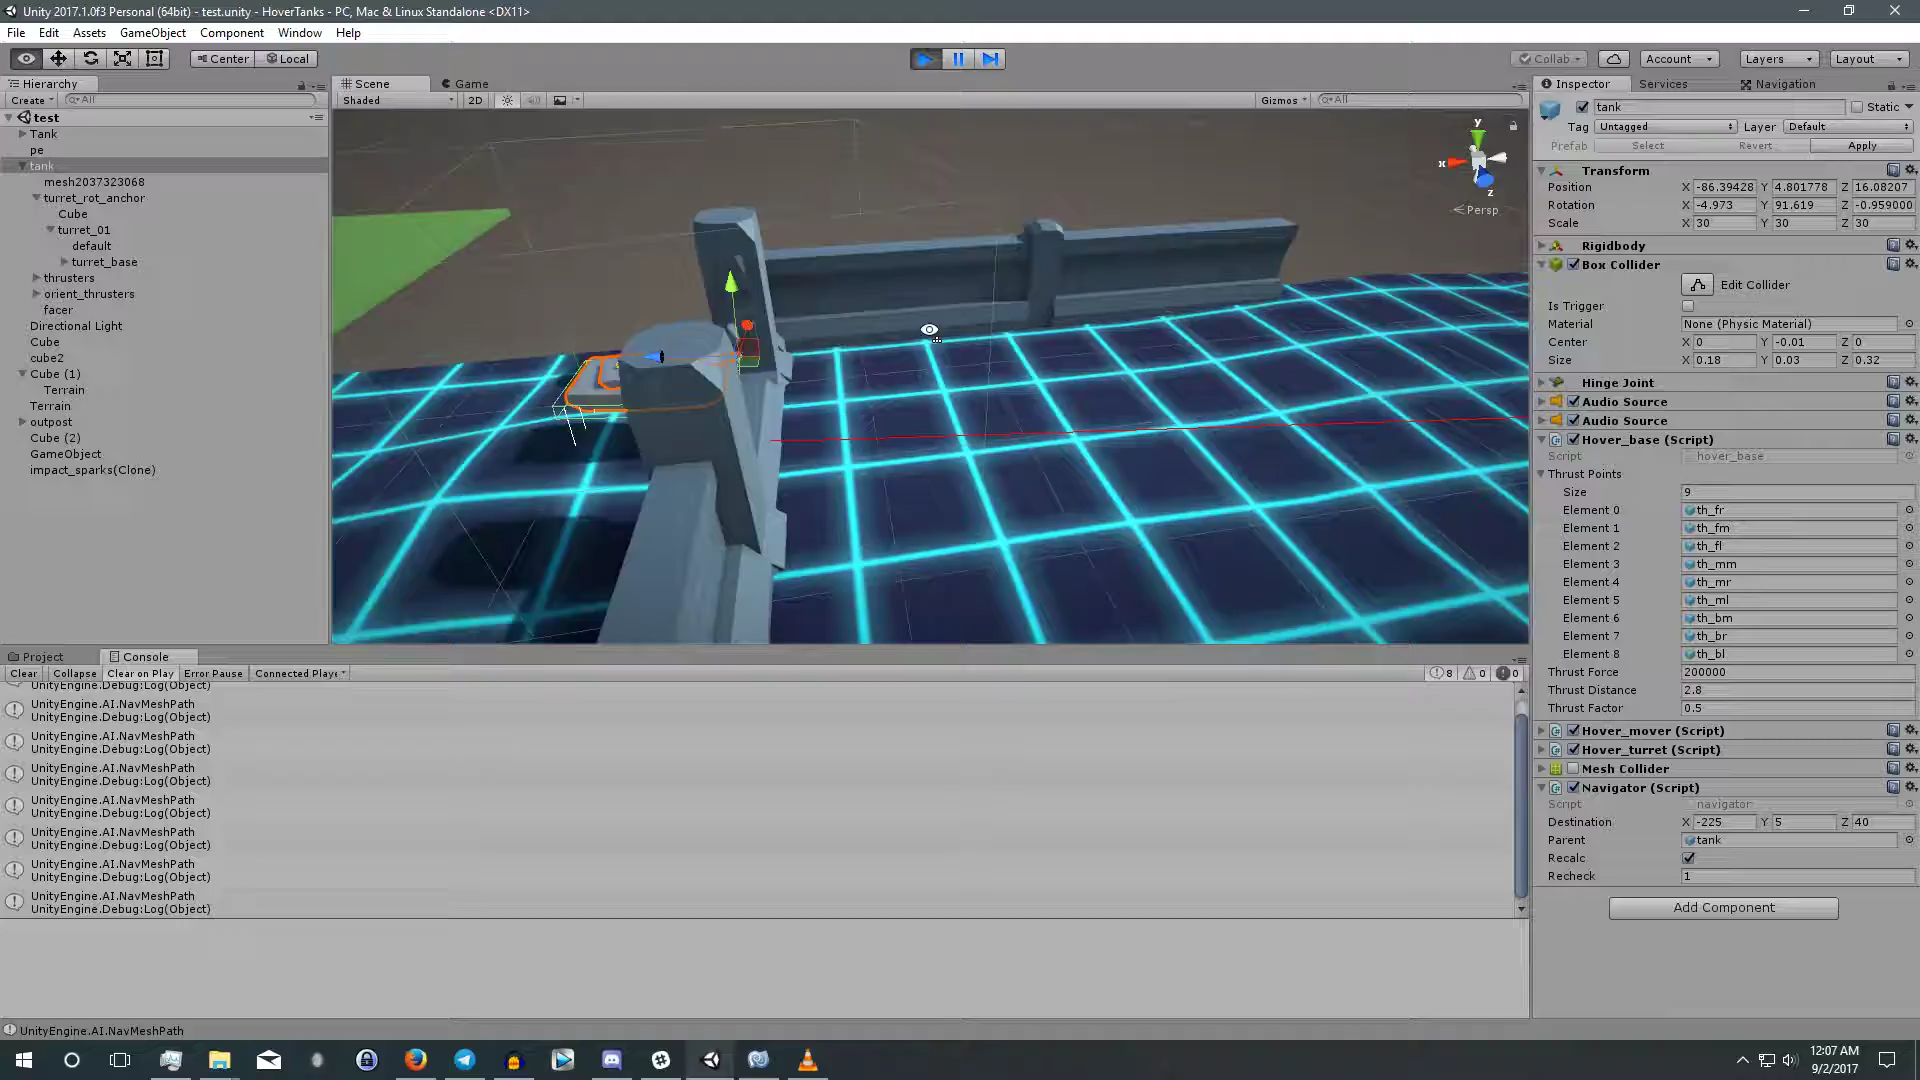 Unity 2017.1.0f3 Personal (64bit) - test.unity - HoverTanks - PC, Mac & Linux Standalone <DX11>
File Edit Assets GameObject Component Window Help
Center Local Collab Account Layers Layout
Hierarchy
Create All
test
Tank
pe
tank
mesh2037323068
turret_rot_anchor
Cube
turret_01
default
turret_base
thrusters
orient_thrusters
facer
Directional Light
Cube
cube2
Cube (1)
Terrain
Terrain
outpost
Cube (2)
GameObject
impact_sparks(Clone)
Scene Game
Shaded 2D Gizmos All
y
x
z
Persp
Inspector Services Navigation
tank Static
Tag Untagged Layer Default
Prefab Select Revert Apply
Transform
Position X -86.39428 Y 4.801778 Z 16.08207
Rotation X -4.973 Y 91.619 Z -0.959000
Scale X 30 Y 30 Z 30
Rigidbody
Box Collider
Edit Collider
Is Trigger
Material None (Physic Material)
Center X 0 Y -0.01 Z 0
Size X 0.18 Y 0.03 Z 0.32
Hinge Joint
Audio Source
Audio Source
Hover_base (Script)
Script hover_base
Thrust Points
Size 9
Element 0 th_fr
Element 1 th_fm
Element 2 th_fl
Element 3 th_mm
Element 4 th_mr
Element 5 th_ml
Element 6 th_bm
Element 7 th_br
Element 8 th_bl
Thrust Force 200000
Thrust Distance 2.8
Thrust Factor 0.5
Hover_mover (Script)
Hover_turret (Script)
Mesh Collider
Navigator (Script)
Script navigator
Destination X -225 Y 5 Z 40
Parent tank
Recalc
Recheck 1
Add Component
Project Console
Clear Collapse Clear on Play Error Pause Connected Playe 8 0 0
UnityEngine.Debug:Log(Object)
UnityEngine.AI.NavMeshPath
UnityEngine.Debug:Log(Object)
UnityEngine.AI.NavMeshPath
UnityEngine.Debug:Log(Object)
UnityEngine.AI.NavMeshPath
UnityEngine.Debug:Log(Object)
UnityEngine.AI.NavMeshPath
UnityEngine.Debug:Log(Object)
UnityEngine.AI.NavMeshPath
UnityEngine.Debug:Log(Object)
UnityEngine.AI.NavMeshPath
UnityEngine.Debug:Log(Object)
UnityEngine.AI.NavMeshPath
UnityEngine.Debug:Log(Object)
UnityEngine.AI.NavMeshPath
12:07 AM
9/2/2017